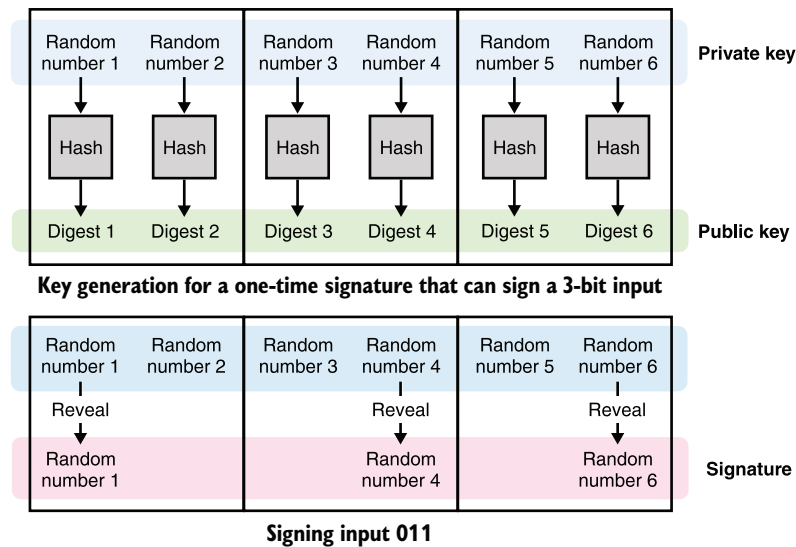 Random number 1 Random number 2 Random number 3 Random number 4 Random number 5 Random number 6 Private key
Hash Hash Hash Hash Hash Hash
Digest 1 Digest 2 Digest 3 Digest 4 Digest 5 Digest 6 Public key
Key generation for a one-time signature that can sign a 3-bit input
Random number 1 Random number 2 Random number 3 Random number 4 Random number 5 Random number 6
Reveal Reveal Reveal
Random number 1 Random number 4 Random number 6 Signature
Signing input 011